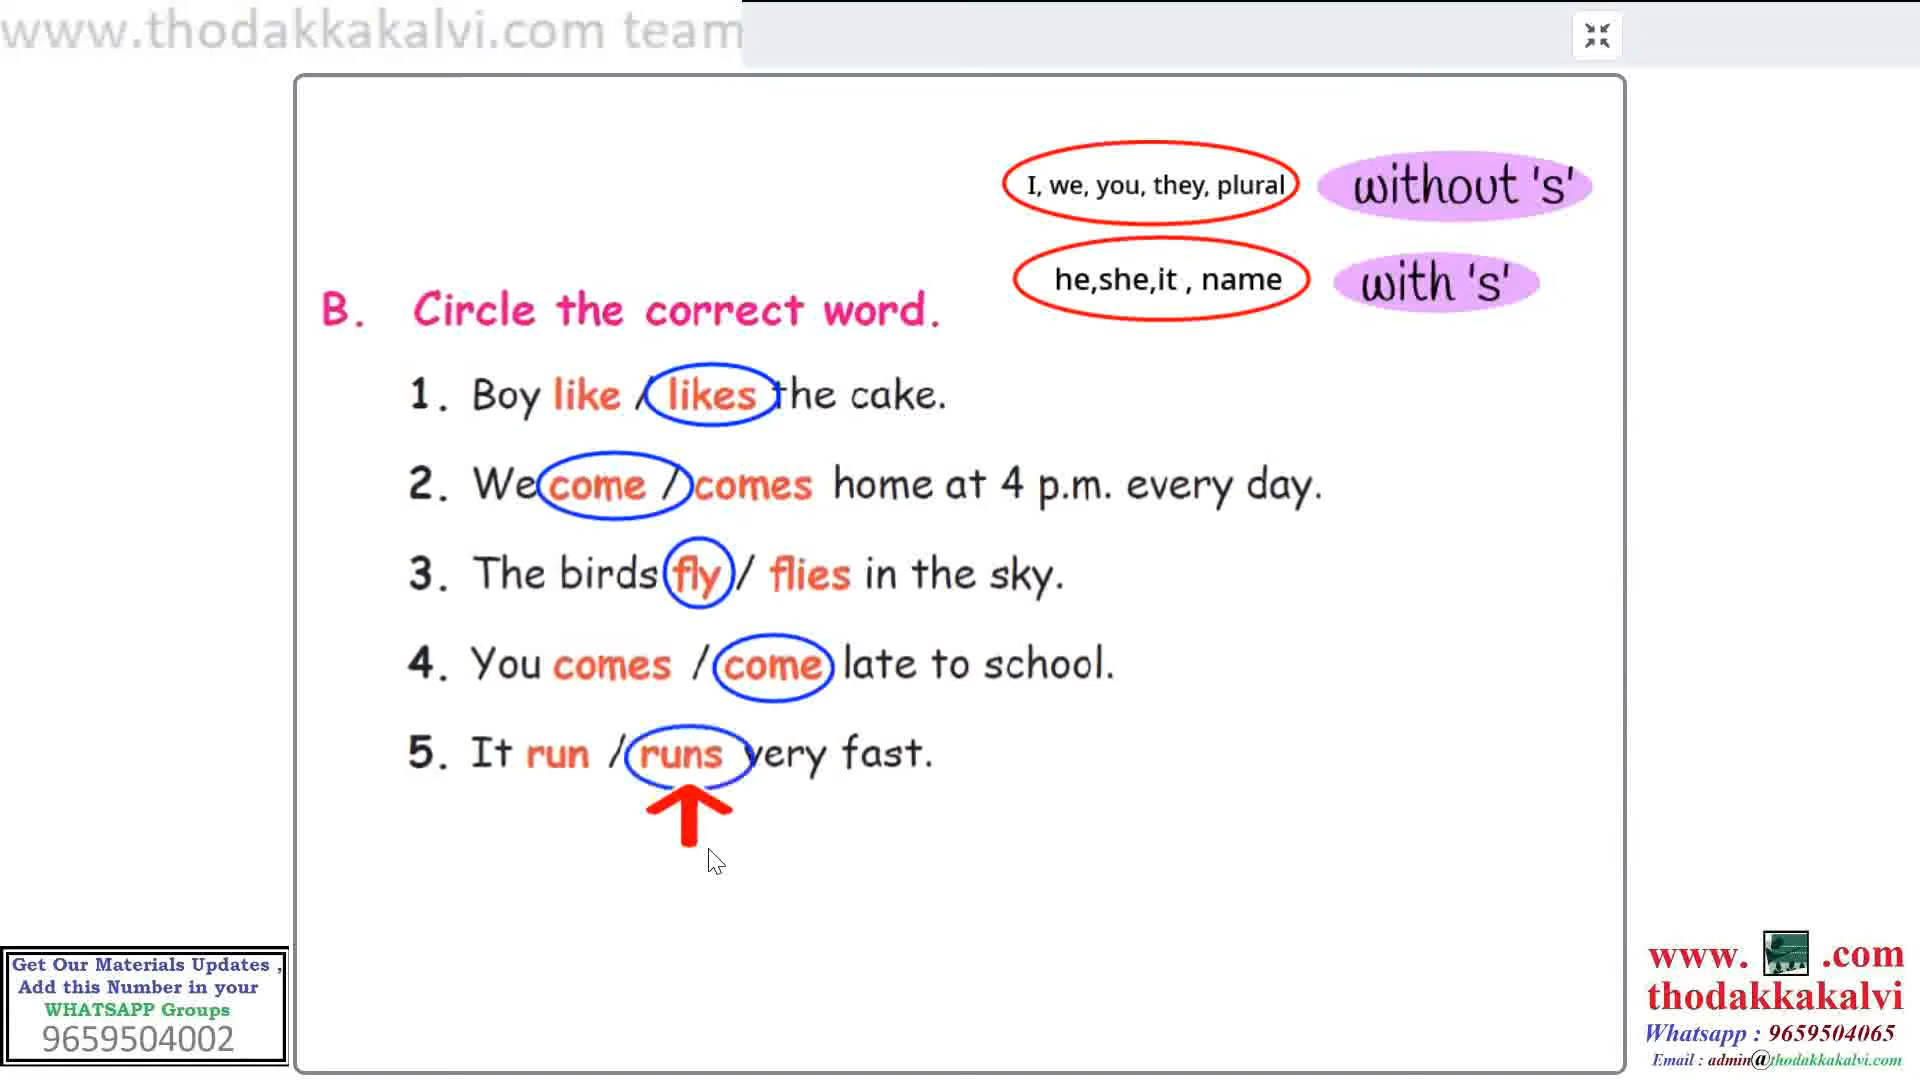 www.thodakkakalvi.com team
I, we, you, they, plural without 's'
he,she,it , name with 's'
B. Circle the correct word.
1. Boy like / likes the cake.
2. We come / comes home at 4 p.m. every day.
3. The birds fly / flies in the sky.
4. You comes / come late to school.
5. It run / runs very fast.
Get Our Materials Updates ,
Add this Number in your
WHATSAPP Groups
9659504002
www. .com
thodakkakalvi
Whatsapp : 9659504065
Email : admin@thodakkakalvi.com